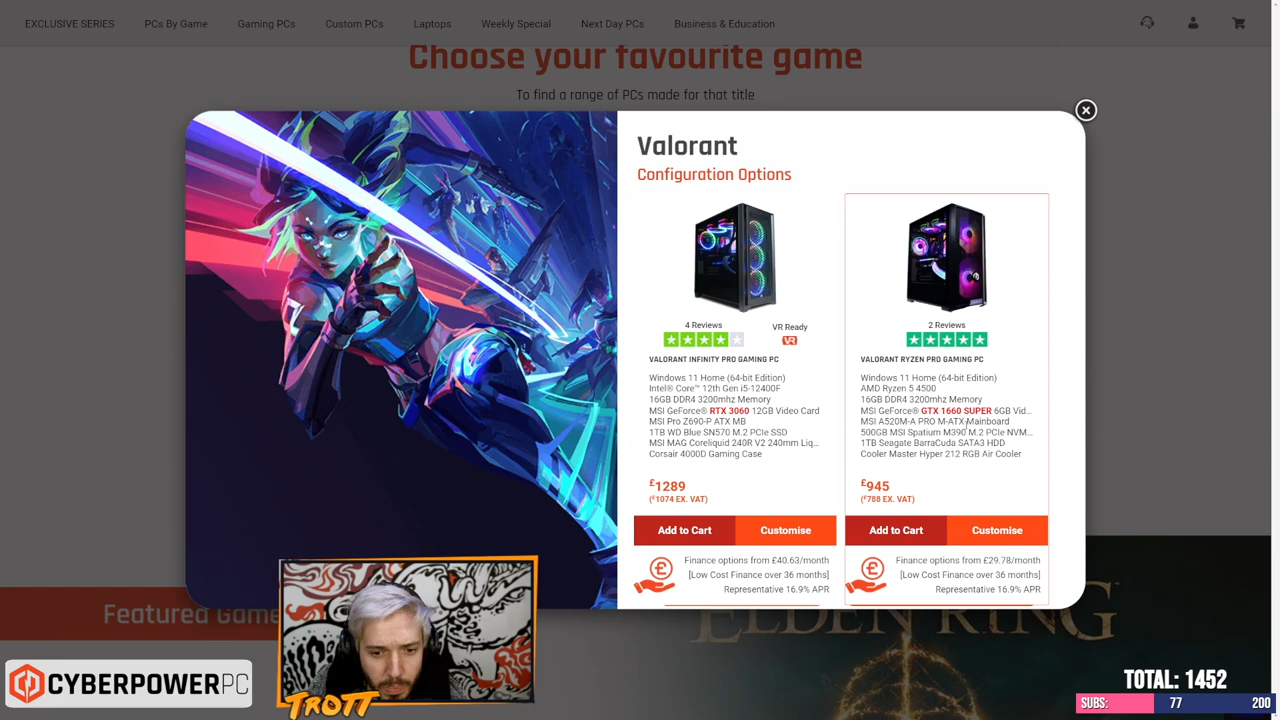 EXCLUSIVE SERIES PCs By Game Gaming PCs Custom PCs Laptops Weekly Special Next Day PCs Business & Education
Choose your favourite game
To find a range of PCs made for that title
Valorant
Configuration Options
4 Reviews
VR Ready
VR
VALORANT INFINITY PRO GAMING PC
Windows 11 Home (64-bit Edition)
Intel® Core™ 12th Gen i5-12400F
16GB DDR4 3200mhz Memory
MSI GeForce® RTX 3060 12GB Video Card
MSI Pro Z690-P ATX MB
1TB WD Blue SN570 M.2 PCIe SSD
MSI MAG Coreliquid 240R V2 240mm Liq...
Corsair 4000D Gaming Case
£1289
(£1074 EX. VAT)
Add to Cart Customise
Finance options from £40.63/month
[Low Cost Finance over 36 months]
Representative 16.9% APR
2 Reviews
VALORANT RYZEN PRO GAMING PC
Windows 11 Home (64-bit Edition)
AMD Ryzen 5 4500
16GB DDR4 3200mhz Memory
MSI GeForce® GTX 1660 SUPER 6GB Vid...
MSI A520M-A PRO M-ATX Mainboard
500GB MSI Spatium M390 M.2 PCIe NVM...
1TB Seagate BarraCuda SATA3 HDD
Cooler Master Hyper 212 RGB Air Cooler
£945
(£788 EX. VAT)
Add to Cart Customise
Finance options from £29.78/month
[Low Cost Finance over 36 months]
Representative 16.9% APR
Featured Game
ELDEN RING
CYBERPOWERPC
TROTT
TOTAL: 1452
SUBS: 77 200